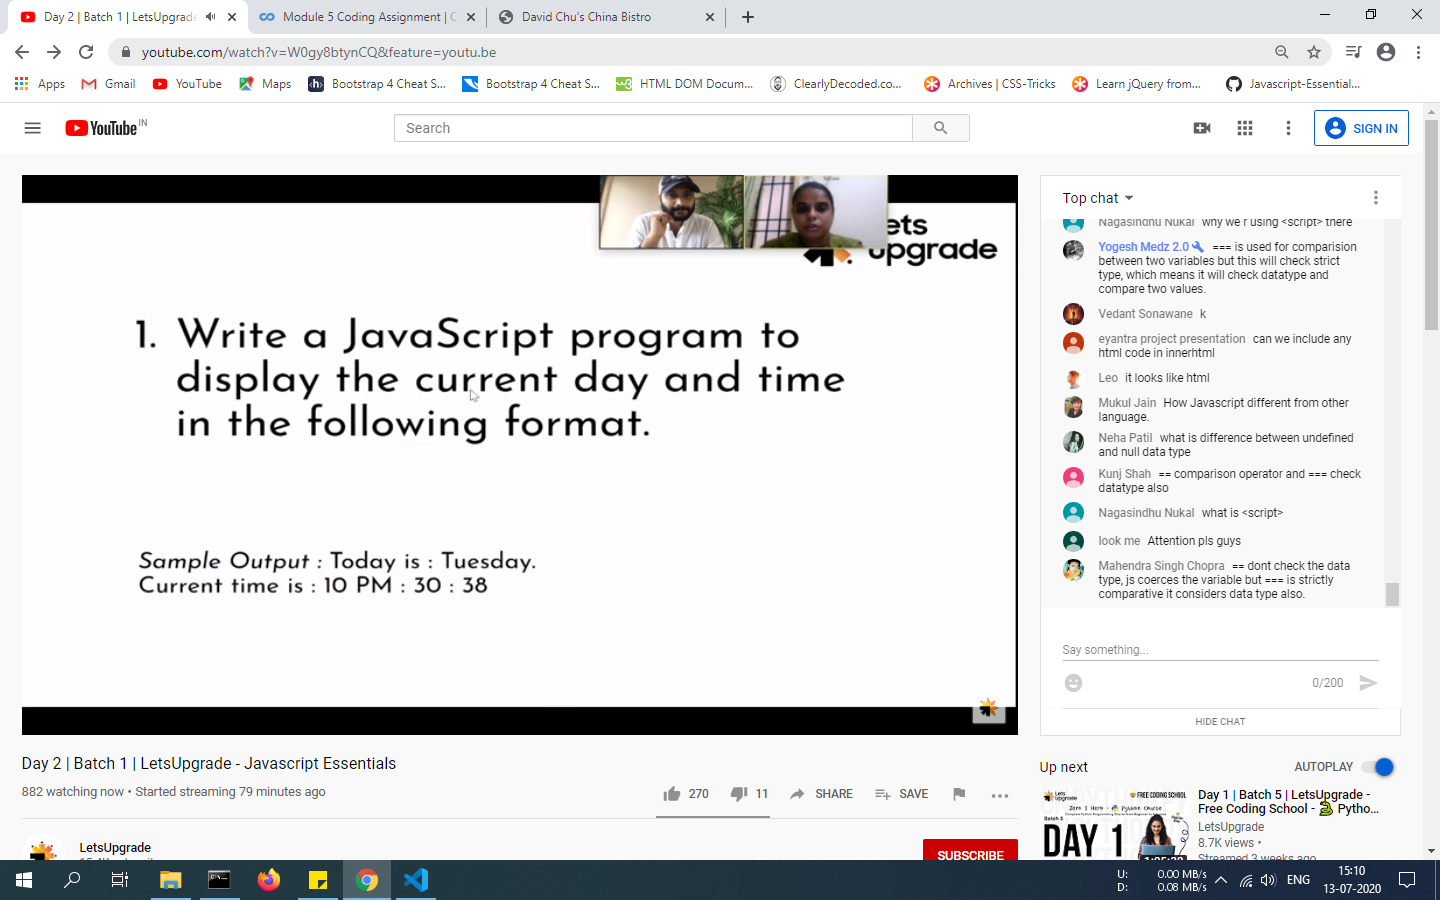 Day 2 | Batch 1 | LetsUpgrade
Module 5 Coding Assignment | C
David Chu's China Bistro
youtube.com/watch?v=W0gy8btynCQ&feature=youtu.be
Apps
Gmail
YouTube
Maps
Bootstrap 4 Cheat S...
Bootstrap 4 Cheat S...
HTML DOM Docum...
ClearlyDecoded.co...
Archives | CSS-Tricks
Learn jQuery from...
Javascript-Essential...
YouTube IN
Search
SIGN IN
ets
upgrade
1. Write a JavaScript program to
display the current day and time
in the following format.
Sample Output : Today is : Tuesday.
Current time is : 10 PM : 30 : 38
Top chat
Nagasindhu Nukal why we r using <script> there
Yogesh Medz 2.0 === is used for comparision
between two variables but this will check strict
type, which means it will check datatype and
compare two values.
Vedant Sonawane k
eyantra project presentation can we include any
html code in innerhtml
Leo it looks like html
Mukul Jain How Javascript different from other
language.
Neha Patil what is difference between undefined
and null data type
Kunj Shah == comparison operator and === check
datatype also
Nagasindhu Nukal what is <script>
look me Attention pls guys
Mahendra Singh Chopra == dont check the data
type, js coerces the variable but === is strictly
comparative it considers data type also.
Say something...
0/200
HIDE CHAT
Day 2 | Batch 1 | LetsUpgrade - Javascript Essentials
882 watching now • Started streaming 79 minutes ago
270
11
SHARE
SAVE
LetsUpgrade
SUBSCRIBE
Up next
AUTOPLAY
Lets
Upgrade
FREE CODING SCHOOL
Zero 2 Hero - Python Course
DAY 1
Day 1 | Batch 5 | LetsUpgrade -
Free Coding School - Pytho...
LetsUpgrade
8.7K views •
Streamed 3 weeks ago
U: 0.00 MB/s
D: 0.08 MB/s
ENG
15:10
13-07-2020